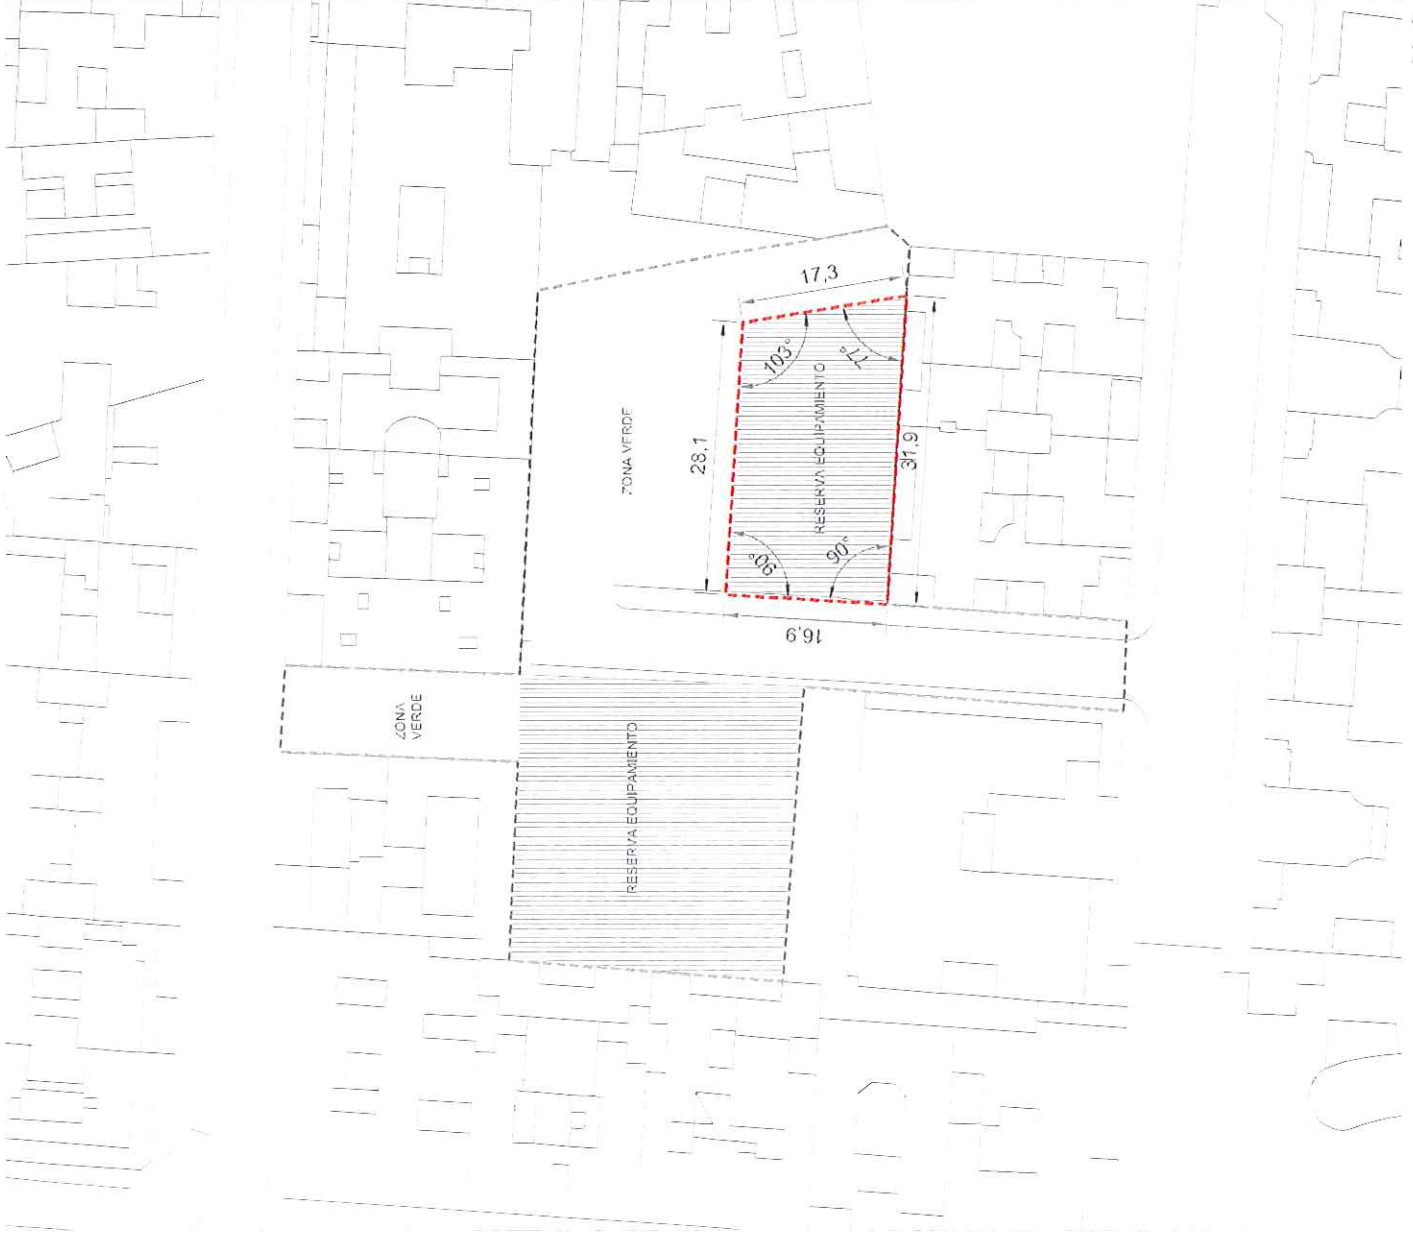 17,3
103°
77°
RESERVA EQUIPAMIENTO
ZONA VERDE
28,1
31,9
90°
90°
16,9
ZONA
VERDE
RESERVA EQUIPAMIENTO